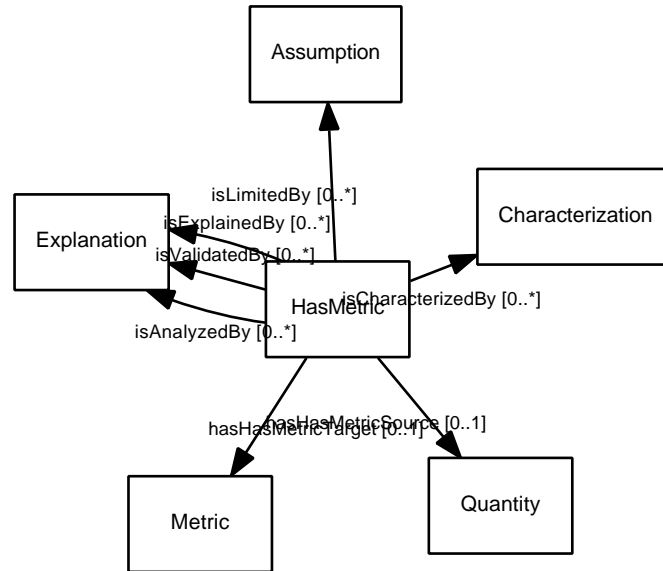 Assumption
isLimitedBy [0..*]
Characterization
isExplainedBy [0..*]
Explanation
isValidatedBy [0..*]
HasMetric
isCharacterizedBy [0..*]
isAnalyzedBy [0..*]
hasHasMetricSource [0..1]
hasHasMetricTarget [0..1]
Quantity
Metric